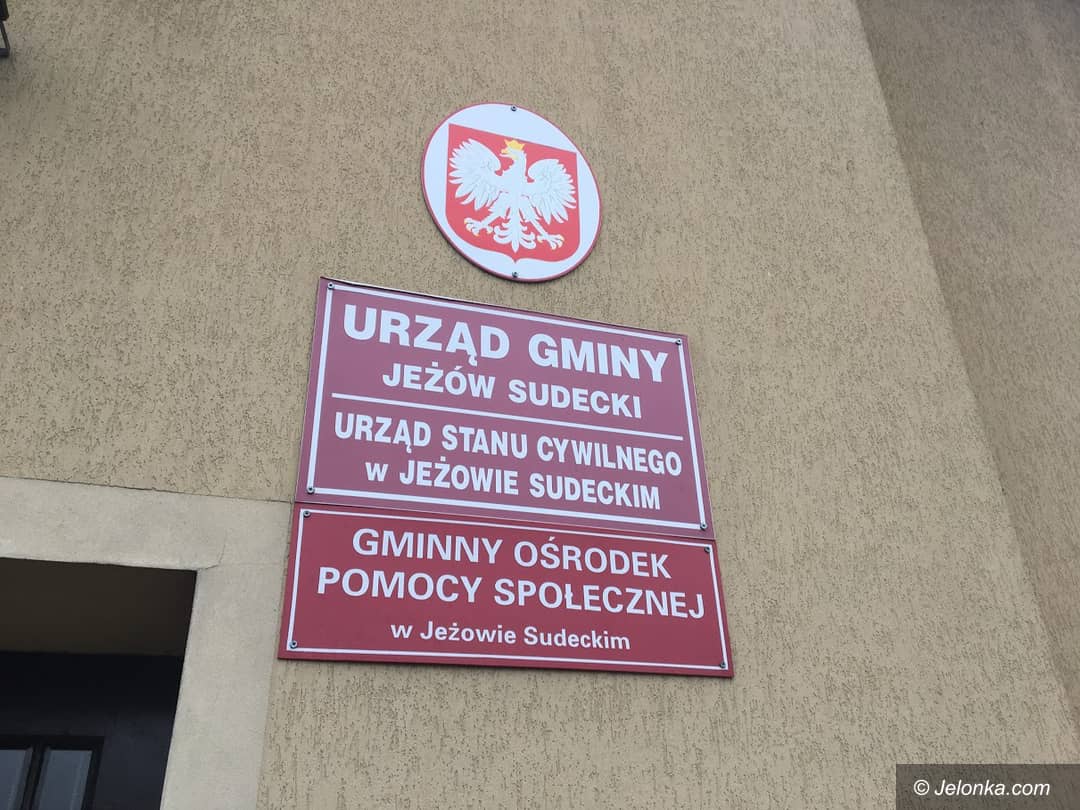 URZĄD GMINY
JEŻÓW SUDECKI
URZĄD STANU CYWILNEGO
w JEŻOWIE SUDECKIM
GMINNY OŚRODEK
POMOCY SPOŁECZNEJ
w Jeżowie Sudeckim
© Jelonka.com